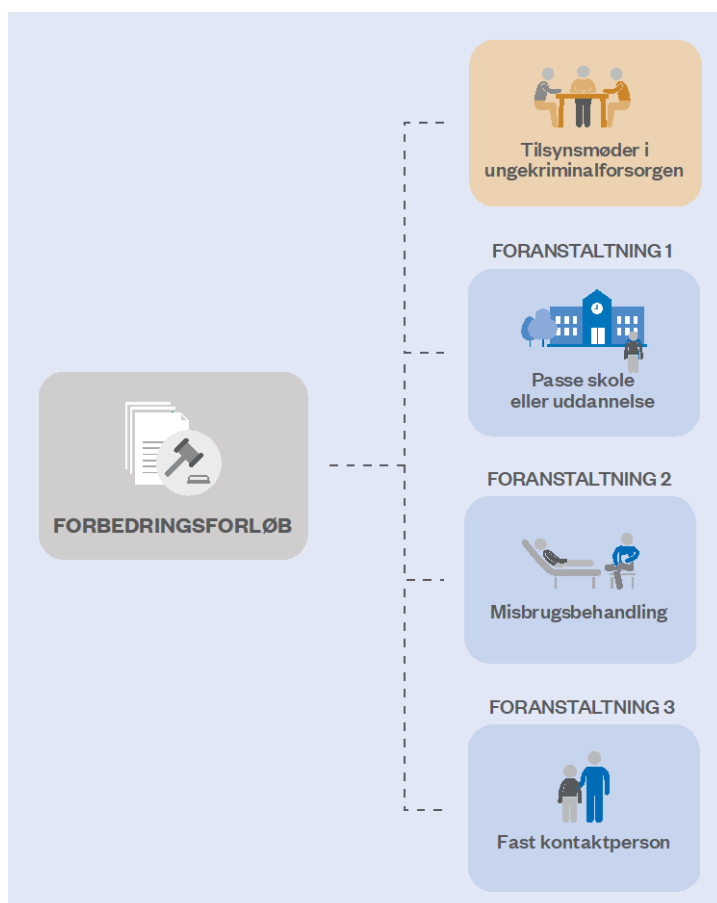 Tilsynsmøder i
ungekriminalforsorgen
FORANSTALTNING 1
Passe skole
eller uddannelse
FORBEDRINGSFORLØB
FORANSTALTNING 2
Misbrugsbehandling
FORANSTALTNING 3
Fast kontaktperson